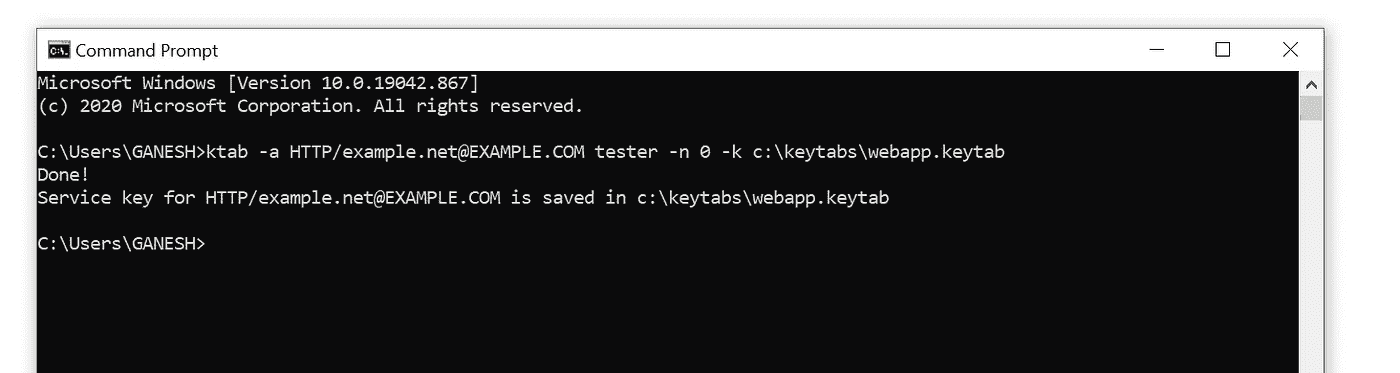 Command Prompt
Microsoft Windows [Version 10.0.19042.867]
(c) 2020 Microsoft Corporation. All rights reserved.
C:\Users\GANESH>ktab -a HTTP/example.net@EXAMPLE.COM tester -n 0 -k c:\keytabs\webapp.keytab
Done!
Service key for HTTP/example.net@EXAMPLE.COM is saved in c:\keytabs\webapp.keytab
C:\Users\GANESH>